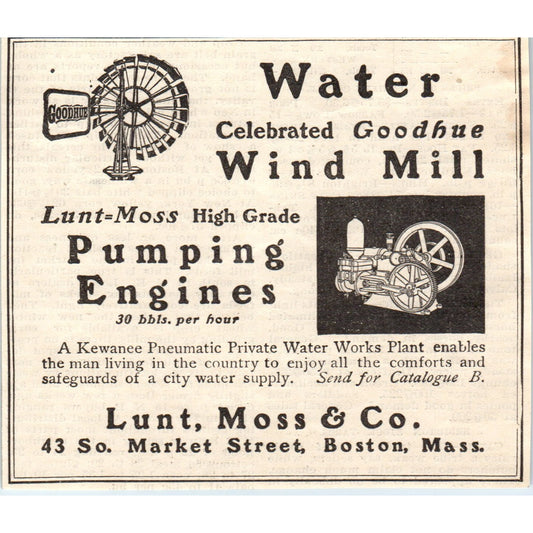 GOODHUE
Water
Celebrated Goodhue
Wind Mill
Lunt=Moss High Grade
Pumping
Engines
30 bbls. per hour
A Kewanee Pneumatic Private Water Works Plant enables
the man living in the country to enjoy all the comforts and
safeguards of a city water supply. Send for Catalogue B.
Lunt, Moss & Co.
43 So. Market Street, Boston, Mass.